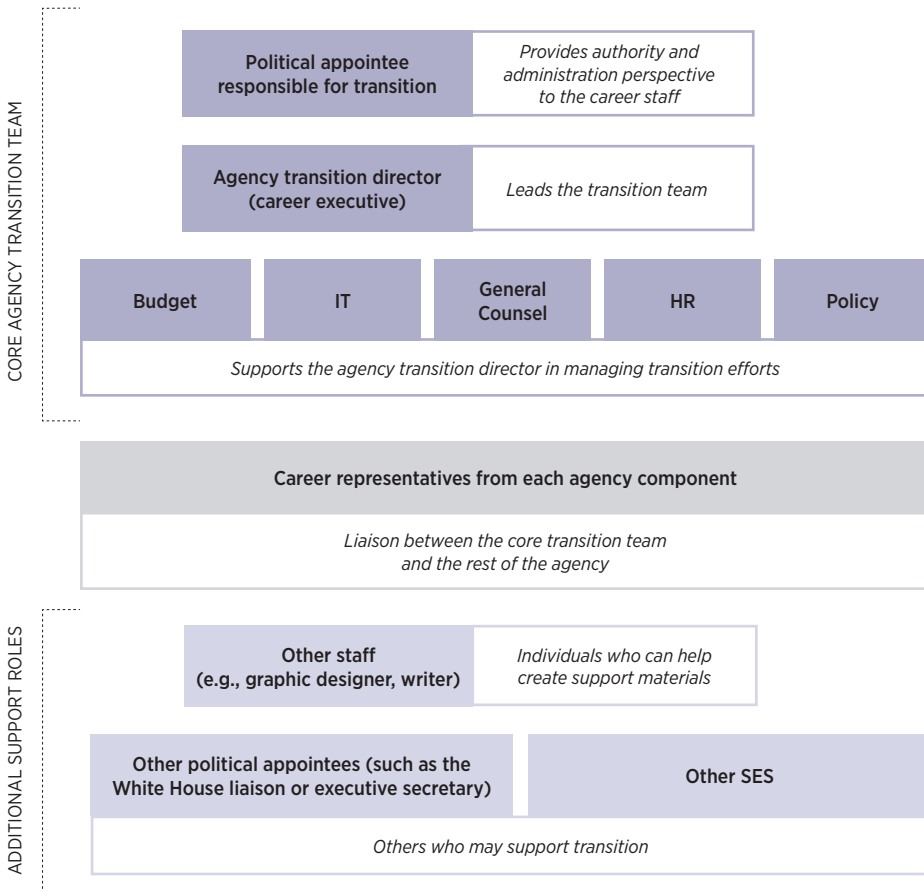 CORE AGENCY TRANSITION TEAM
Political appointee
responsible for transition
Provides authority and
administration perspective
to the career staff
Agency transition director
(career executive)
Leads the transition team
Budget
IT
General
Counsel
HR
Policy
Supports the agency transition director in managing transition efforts
Career representatives from each agency component
Liaison between the core transition team
and the rest of the agency
ADDITIONAL SUPPORT ROLES
Other staff
(e.g., graphic designer, writer)
Individuals who can help
create support materials
Other political appointees (such as the
White House liaison or executive secretary)
Other SES
Others who may support transition